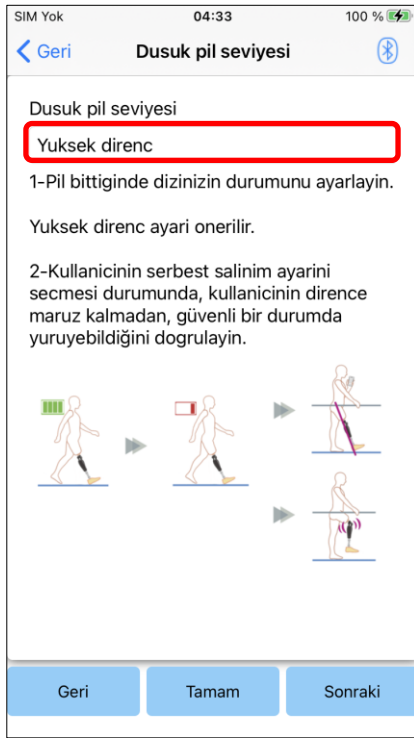 SIM Yok 04:33 100 %
Geri Dusuk pil seviyesi
Dusuk pil seviyesi
Yuksek direnc
1-Pil bittiginde dizinizin durumunu ayarlayin.
Yuksek direnc ayari onerilir.
2-Kullanicinin serbest salinim ayarini
secmesi durumunda, kullanicinin dirence
maruz kalmadan, güvenli bir durumda
yuruyebildiğini dogrulayin.
Geri Tamam Sonraki